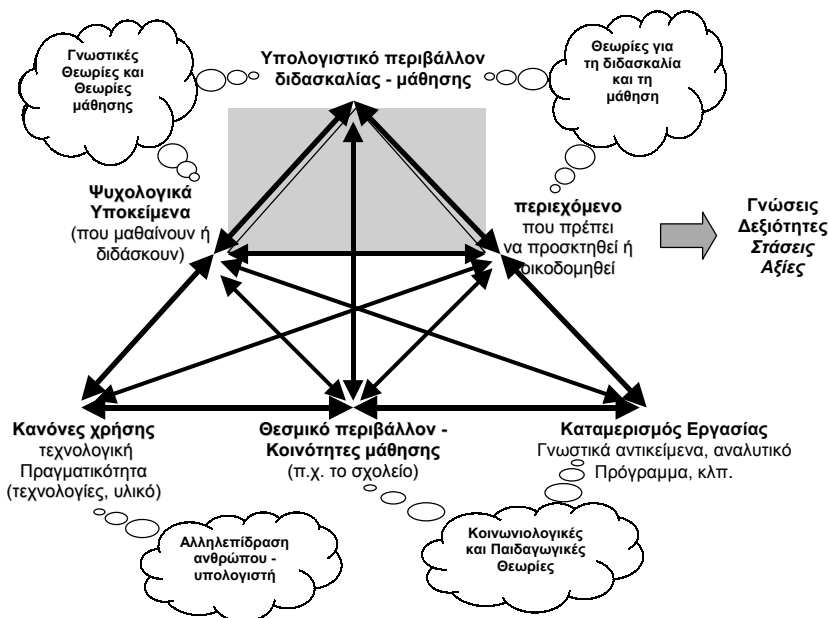 Γνωστικές
Θεωρίες και
Θεωρίες
μάθησης
Υπολογιστικό περιβάλλον
διδασκαλίας - μάθησης
Θεωρίες για
τη διδασκαλία
και τη
μάθηση
Ψυχολογικά
Υποκείμενα
(που μαθαίνουν ή
διδάσκουν)
περιεχόμενο
που πρέπει
να προσκτηθεί ή
οικοδομηθεί
Γνώσεις
Δεξιότητες
Στάσεις
Αξίες
Κανόνες χρήσης
τεχνολογική
Πραγματικότητα
(τεχνολογίες, υλικό)
Θεσμικό περιβάλλον -
Κοινότητες μάθησης
(π.χ. το σχολείο)
Καταμερισμός Εργασίας
Γνωστικά αντικείμενα, αναλυτικό
Πρόγραμμα, κλπ.
Αλληλεπίδραση
ανθρώπου -
υπολογιστή
Κοινωνιολογικές
και Παιδαγωγικές
Θεωρίες